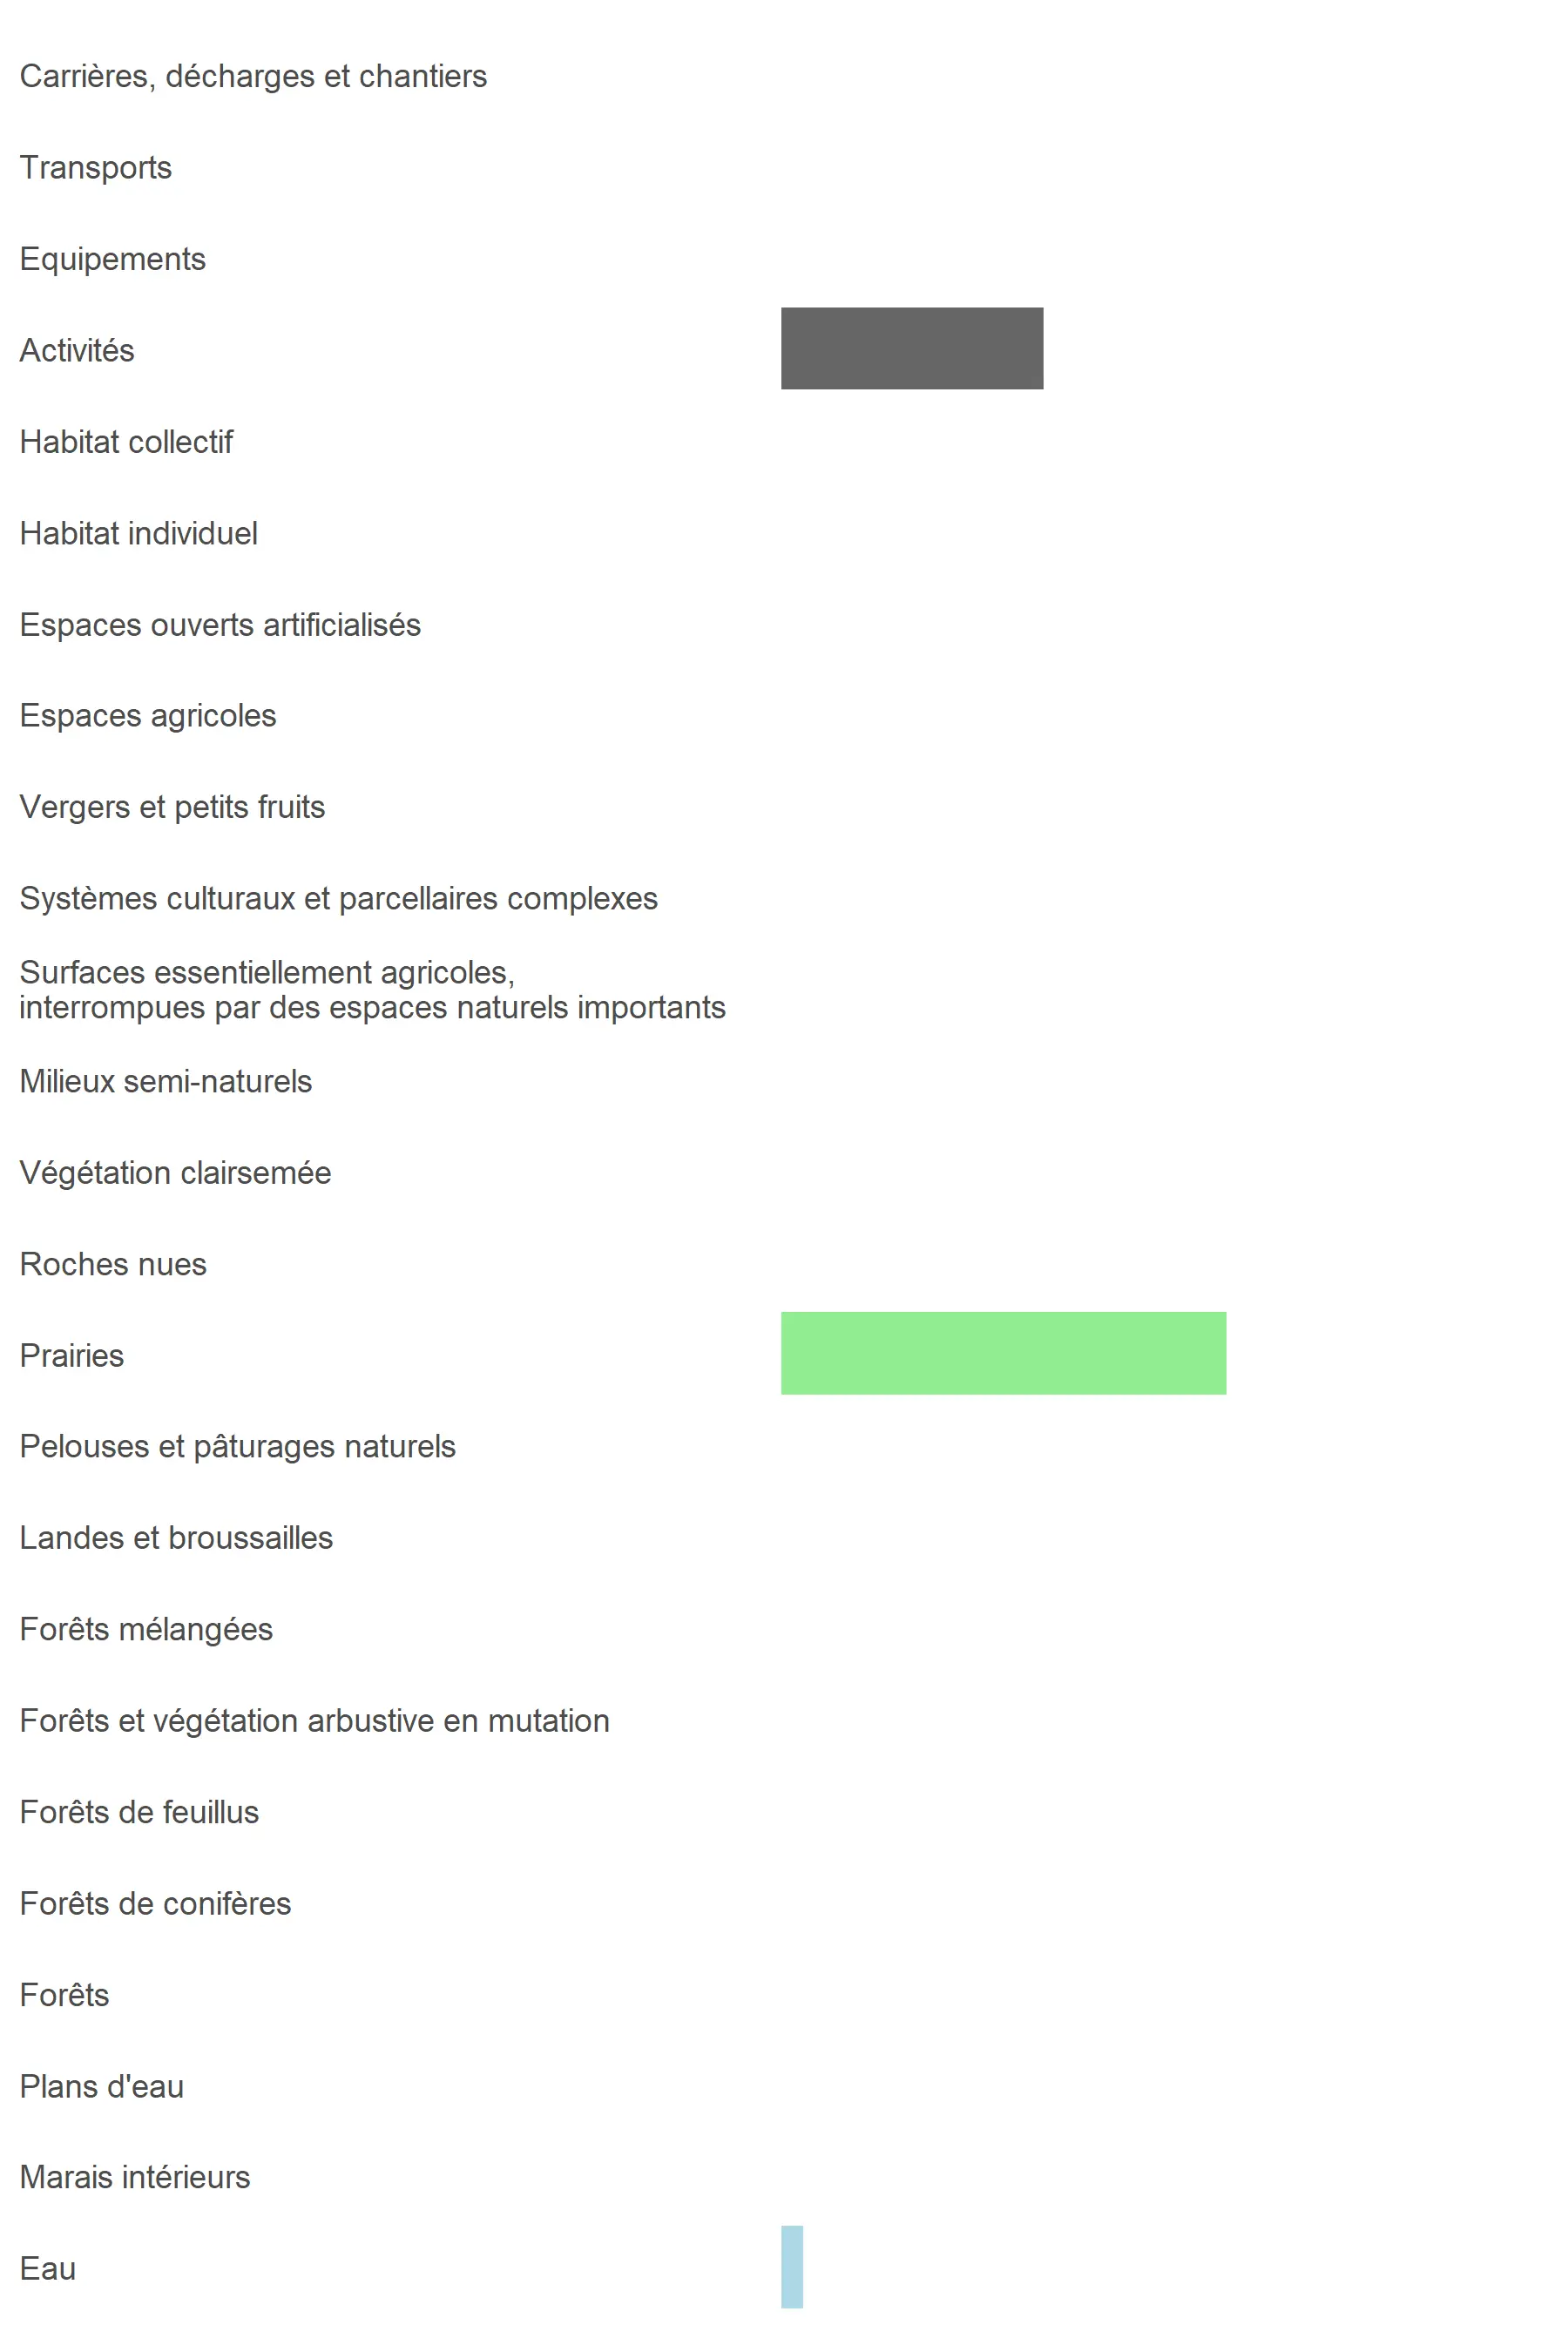 Carrières, décharges et chantiers
Transports
Equipements
Activités
Habitat collectif
Habitat individuel
Espaces ouverts artificialisés
Espaces agricoles
Vergers et petits fruits
Systèmes culturaux et parcellaires complexes
Surfaces essentiellement agricoles,
interrompues par des espaces naturels importants
Milieux semi-naturels
Végétation clairsemée
Roches nues
Prairies
Pelouses et pâturages naturels
Landes et broussailles
Forêts mélangées
Forêts et végétation arbustive en mutation
Forêts de feuillus
Forêts de conifères
Forêts
Plans d'eau
Marais intérieurs
Eau